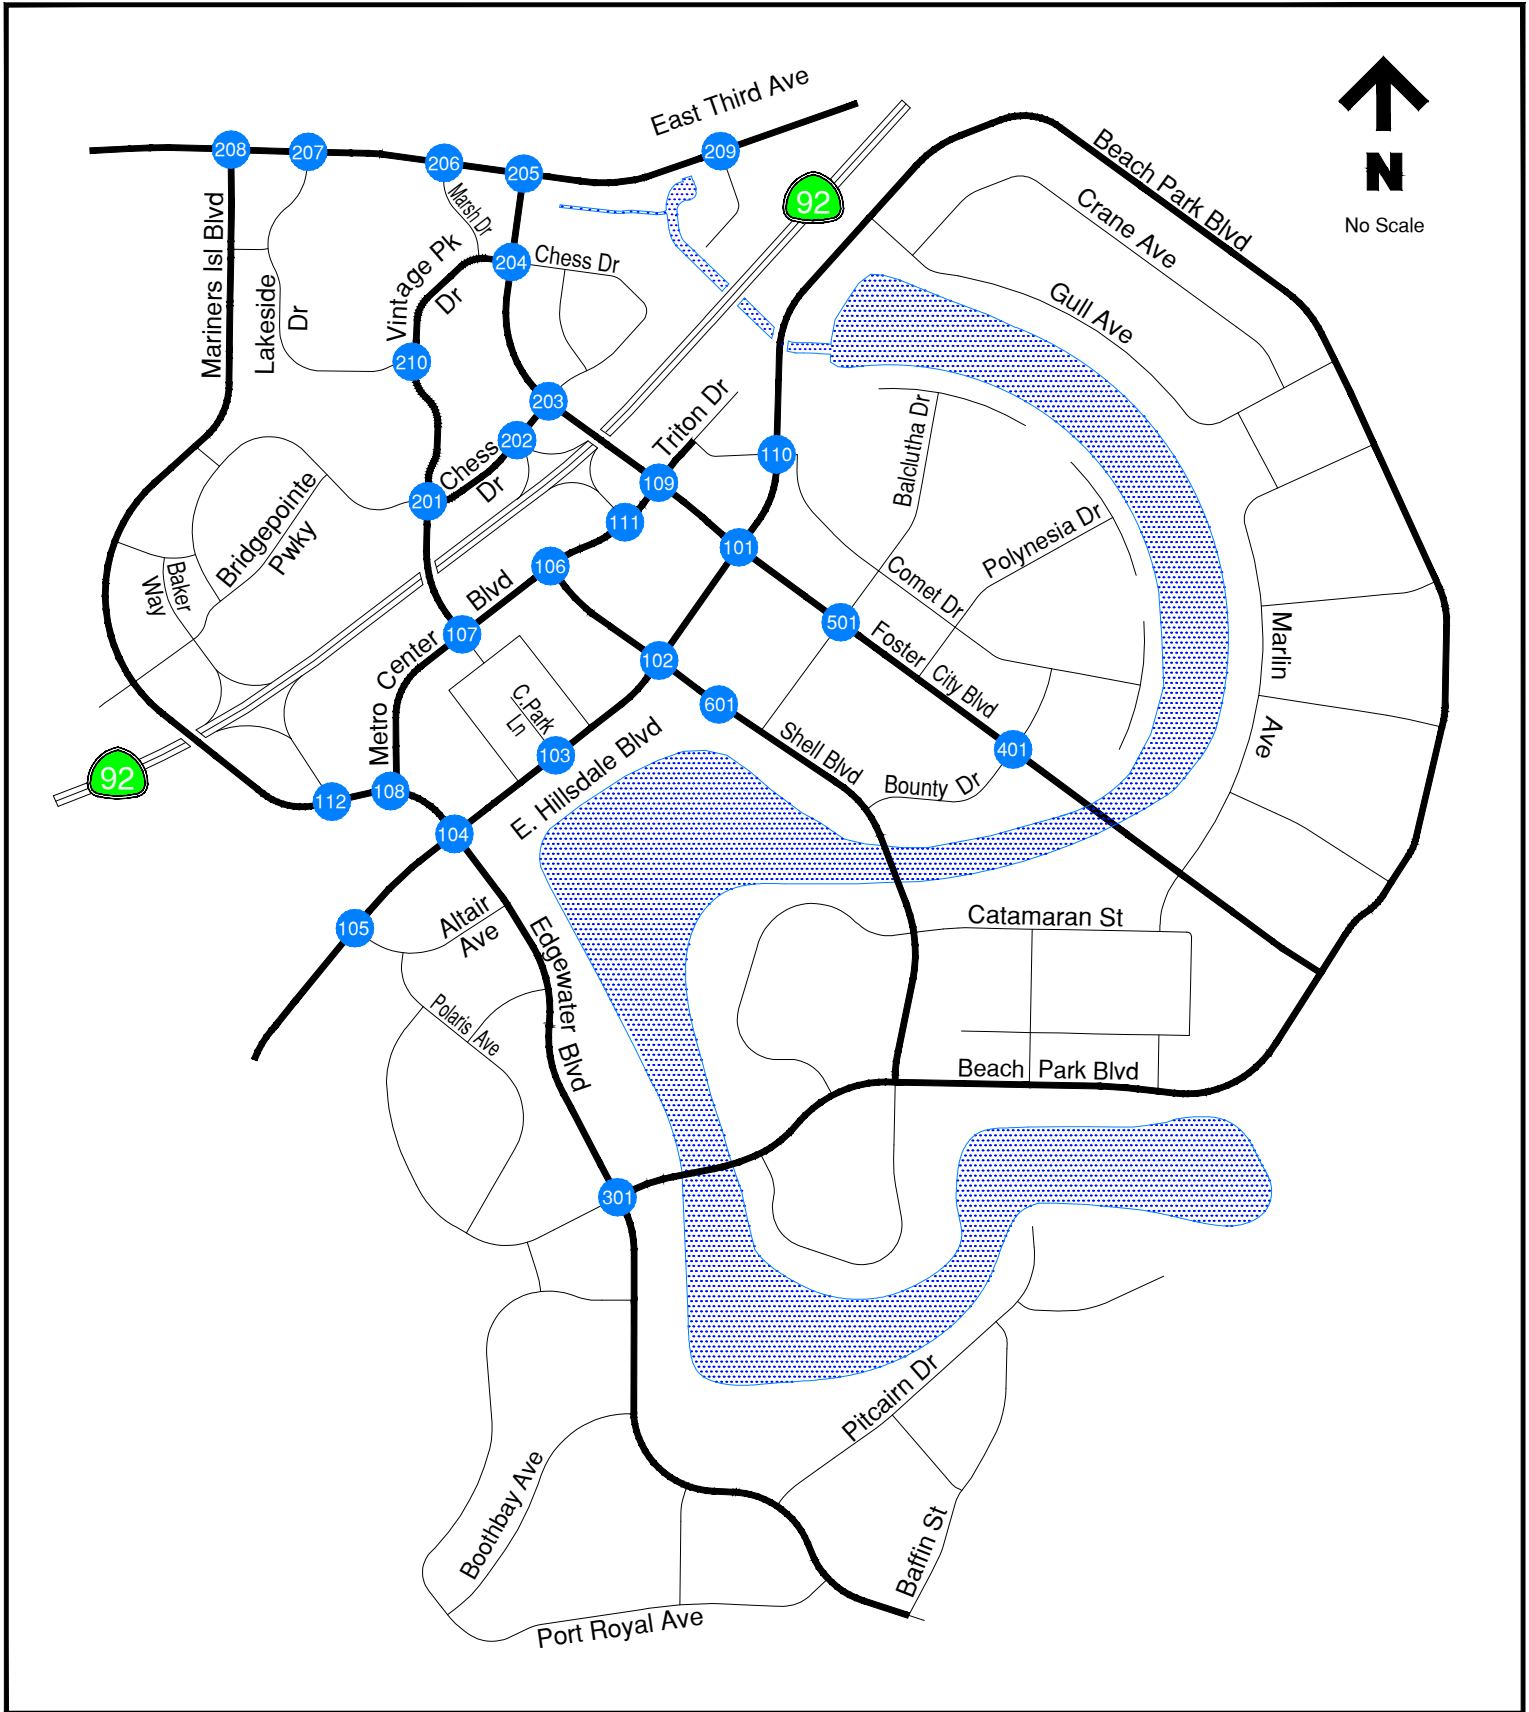 East Third Ave
208
207
206
205
209
92
N
No Scale
Beach Park Blvd
Crane Ave
Gull Ave
Mariners Isl Blvd
Lakeside
Dr
Marsh Dr
Vintage Pk
Dr
204
Chess Dr
210
203
202
Chess
Dr
201
Triton Dr
109
110
111
101
Balclutha Dr
Polynesia Dr
Comet Dr
Bridgepointe
Pwky
Baker
Way
106
Blvd
107
Center
Metro
102
501
Foster
City Blvd
Marlin
Ave
601
C.Park
Ln
103
E. Hillsdale Blvd
Shell Blvd
401
Bounty Dr
92
112
108
104
105
Altair
Ave
Edgewater Blvd
Catamaran St
Polaris Ave
Beach Park Blvd
301
Pitcairn Dr
Boothbay Ave
Baffin St
Port Royal Ave